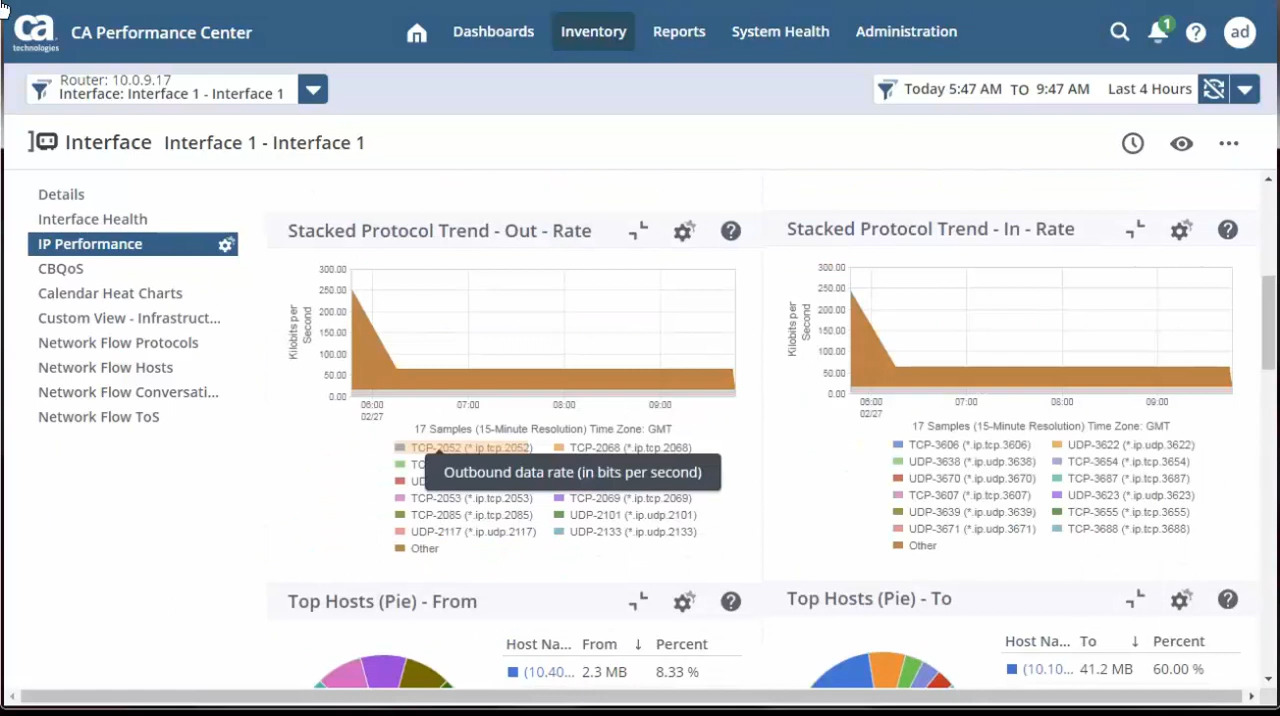 ca
technologies
CA Performance Center
Dashboards
Inventory
Reports
System Health
Administration
1
ad
Router: 10.0.9.17
Interface: Interface 1 - Interface 1
Today 5:47 AM TO 9:47 AM Last 4 Hours
Interface Interface 1 - Interface 1
Details
Interface Health
IP Performance
CBQoS
Calendar Heat Charts
Custom View - Infrastruct...
Network Flow Protocols
Network Flow Hosts
Network Flow Conversati...
Network Flow ToS
Stacked Protocol Trend - Out - Rate
Kilobits per
Second
300.00
250.00
200.00
150.00
100.00
50.00
0.00
06:00
02/27
07:00
08:00
09:00
17 Samples (15-Minute Resolution) Time Zone: GMT
TCP-2052 (*.ip.tcp.2052)
TCP-2068 (*.ip.tcp.2068)
Outbound data rate (in bits per second)
TCP-2053 (*.ip.tcp.2053)
TCP-2069 (*.ip.tcp.2069)
TCP-2085 (*.ip.tcp.2085)
UDP-2101 (*.ip.udp.2101)
UDP-2117 (*.ip.udp.2117)
UDP-2133 (*.ip.udp.2133)
Other
Stacked Protocol Trend - In - Rate
Kilobits per
Second
300.00
250.00
200.00
150.00
100.00
50.00
0.00
06:00
02/27
07:00
08:00
09:00
17 Samples (15-Minute Resolution) Time Zone: GMT
TCP-3606 (*.ip.tcp.3606)
UDP-3622 (*.ip.udp.3622)
UDP-3638 (*.ip.udp.3638)
TCP-3654 (*.ip.tcp.3654)
UDP-3670 (*.ip.udp.3670)
TCP-3687 (*.ip.tcp.3687)
TCP-3607 (*.ip.tcp.3607)
UDP-3623 (*.ip.udp.3623)
UDP-3639 (*.ip.udp.3639)
TCP-3655 (*.ip.tcp.3655)
UDP-3671 (*.ip.udp.3671)
TCP-3688 (*.ip.tcp.3688)
Other
Top Hosts (Pie) - From
Host Na... From ↓ Percent
(10.40... 2.3 MB 8.33 %
Top Hosts (Pie) - To
Host Na... To ↓ Percent
(10.10... 41.2 MB 60.00 %